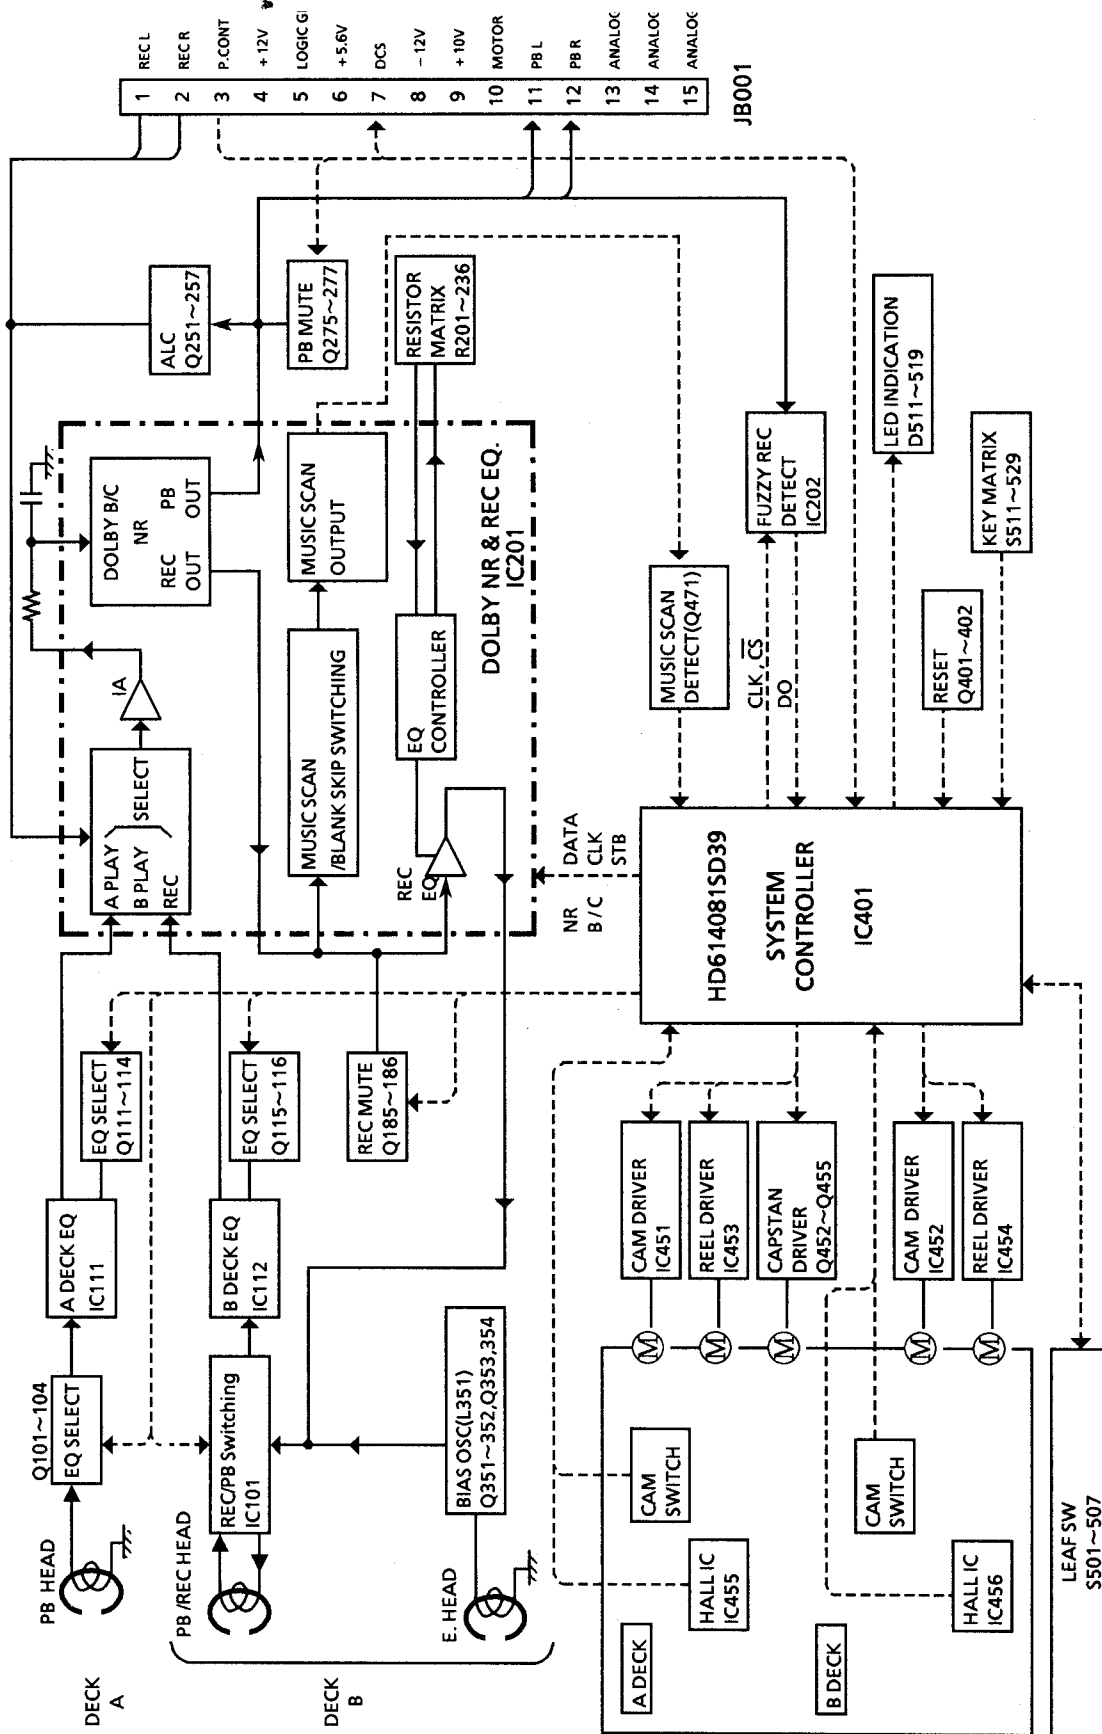 DECK
A
PB HEAD
Q101~104
EQ SELECT
A DECK EQ
IC111
EQ SELECT
Q111~114
A PLAY
B PLAY
REC
SELECT
IA
DOLBY B/C
NR
REC
OUT
PB
OUT
ALC
Q251~257
DECK
B
PB /REC HEAD
REC/PB Switching
IC101
B DECK EQ
IC112
EQ SELECT
Q115~116
MUSIC SCAN
/BLANK SKIP SWITCHING
MUSIC SCAN
OUTPUT
PB MUTE
Q275~277
REC MUTE
Q185~186
REC
EQ
EQ
CONTROLLER
RESISTOR
MATRIX
R201~236
E. HEAD
BIAS OSC(L351)
Q351~352,Q353,354
DOLBY NR & REC EQ.
IC201
1
2
3
4
5
6
7
8
9
10
11
12
13
14
15
REC L
REC R
P.CONT
+12V
LOGIC
+5.6V
DCS
-12V
+10V
MOTOR
PB L
PB R
JB001
NR
B / C
DATA
CLK
STB
A DECK
HALL IC
IC455
CAM
SWITCH
M
M
M
M
M
CAM DRIVER
IC451
REEL DRIVER
IC453
CAPSTAN
DRIVER
Q452~Q455
CAM DRIVER
IC452
REEL DRIVER
IC454
B DECK
HALL IC
IC456
CAM
SWITCH
HD614081SD39
SYSTEM
CONTROLLER
IC401
MUSIC SCAN
DETECT(Q471)
CLK , C̅S̅
DO
FUZZY REC
DETECT
IC202
LED INDICATION
D511~519
RESET
Q401~402
KEY MATRIX
S511~529
LEAF SW
S501~507